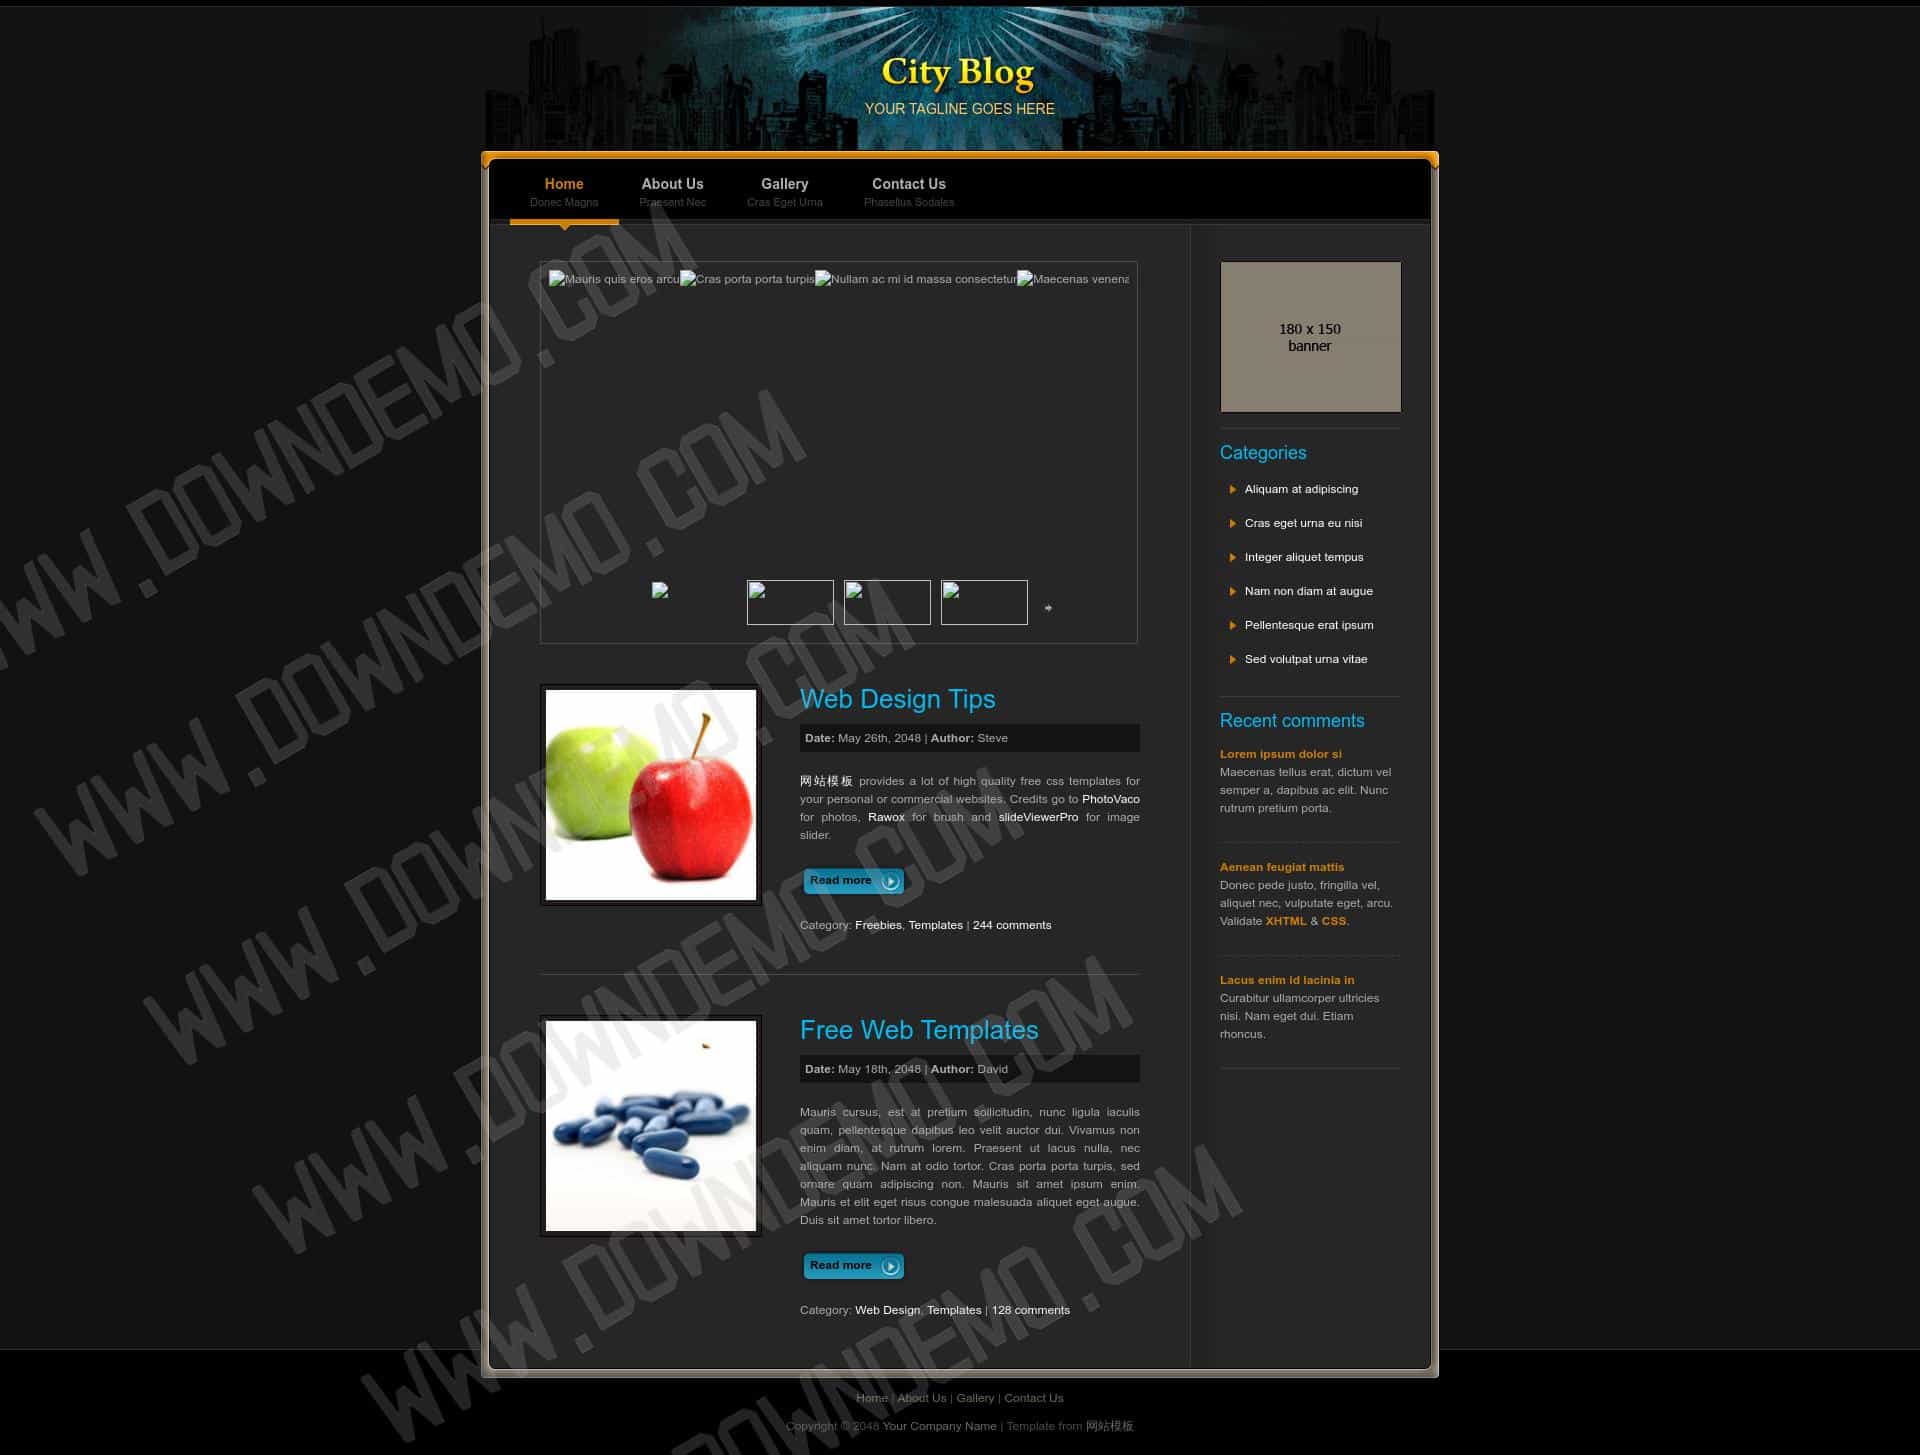 City Blog
YOUR TAGLINE GOES HERE
Home
Donec Magna
About Us
Praesent Nec
Gallery
Cras Eget Urna
Contact Us
Phasellus Sodales
Mauris quis eros arcu Cras porta porta turpis Nullam ac mi id massa consectetur Maecenas venena
Web Design Tips
Date: May 26th, 2048 | Author: Steve
网站模板 provides a lot of high quality free css templates for
your personal or commercial websites. Credits go to PhotoVaco
for photos, Rawox for brush and slideViewerPro for image
slider.
Read more
Category: Freebies, Templates | 244 comments
Free Web Templates
Date: May 18th, 2048 | Author: David
Mauris cursus, est at pretium sollicitudin, nunc ligula iaculis
quam, pellentesque dapibus leo velit auctor dui. Vivamus non
enim diam, at rutrum lorem. Praesent ut lacus nulla, nec
aliquam nunc. Nam at odio tortor. Cras porta porta turpis, sed
ornare quam adipiscing non. Mauris sit amet ipsum enim.
Mauris et elit eget risus congue malesuada aliquet eget augue.
Duis sit amet tortor libero.
Read more
Category: Web Design, Templates | 128 comments
180 x 150
banner
Categories
Aliquam at adipiscing
Cras eget urna eu nisi
Integer aliquet tempus
Nam non diam at augue
Pellentesque erat ipsum
Sed volutpat urna vitae
Recent comments
Lorem ipsum dolor si
Maecenas tellus erat, dictum vel
semper a, dapibus ac elit. Nunc
rutrum pretium porta.
Aenean feugiat mattis
Donec pede justo, fringilla vel,
aliquet nec, vulputate eget, arcu.
Validate XHTML & CSS.
Lacus enim id lacinia in
Curabitur ullamcorper ultricies
nisi. Nam eget dui. Etiam
rhoncus.
Home | About Us | Gallery | Contact Us
Copyright © 2048 Your Company Name | Template from 网站模板
WWW.DOWNDEMO.COM
WWW.DOWNDEMO.COM
WWW.DOWNDEMO.COM
WWW.DOWNDEMO.COM
WWW.DOWNDEMO.COM
WWW.DOWNDEMO.COM